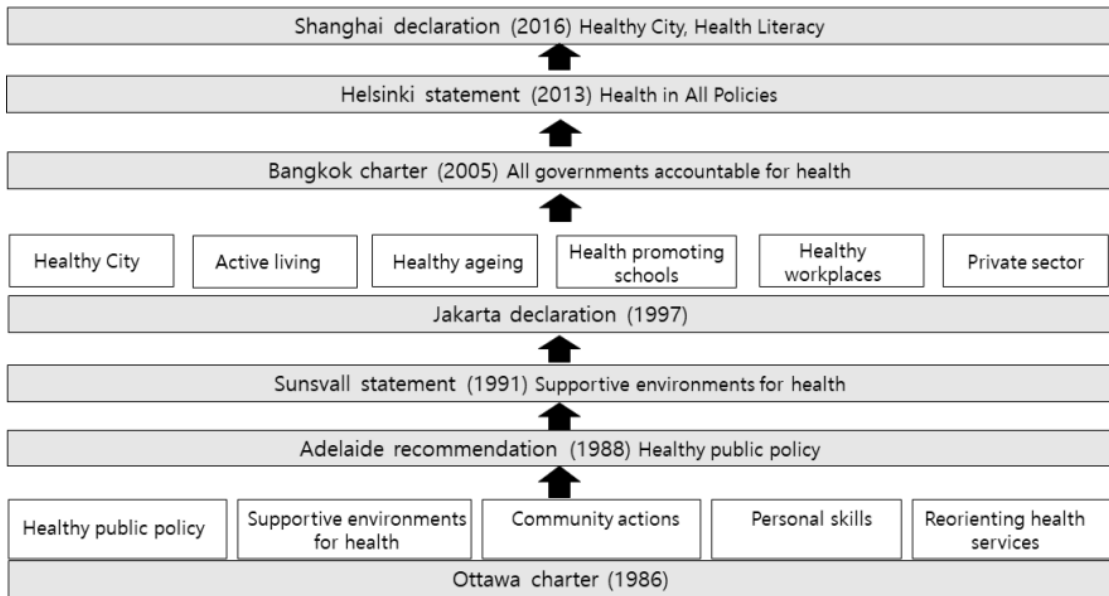 Shanghai declaration (2016) Healthy City, Health Literacy
Helsinki statement (2013) Health in All Policies
Bangkok charter (2005) All governments accountable for health
Healthy City
Active living
Healthy ageing
Health promoting
schools
Healthy
workplaces
Private sector
Jakarta declaration (1997)
Sunsvall statement (1991) Supportive environments for health
Adelaide recommendation (1988) Healthy public policy
Healthy public policy
Supportive environments
for health
Community actions
Personal skills
Reorienting health
services
Ottawa charter (1986)